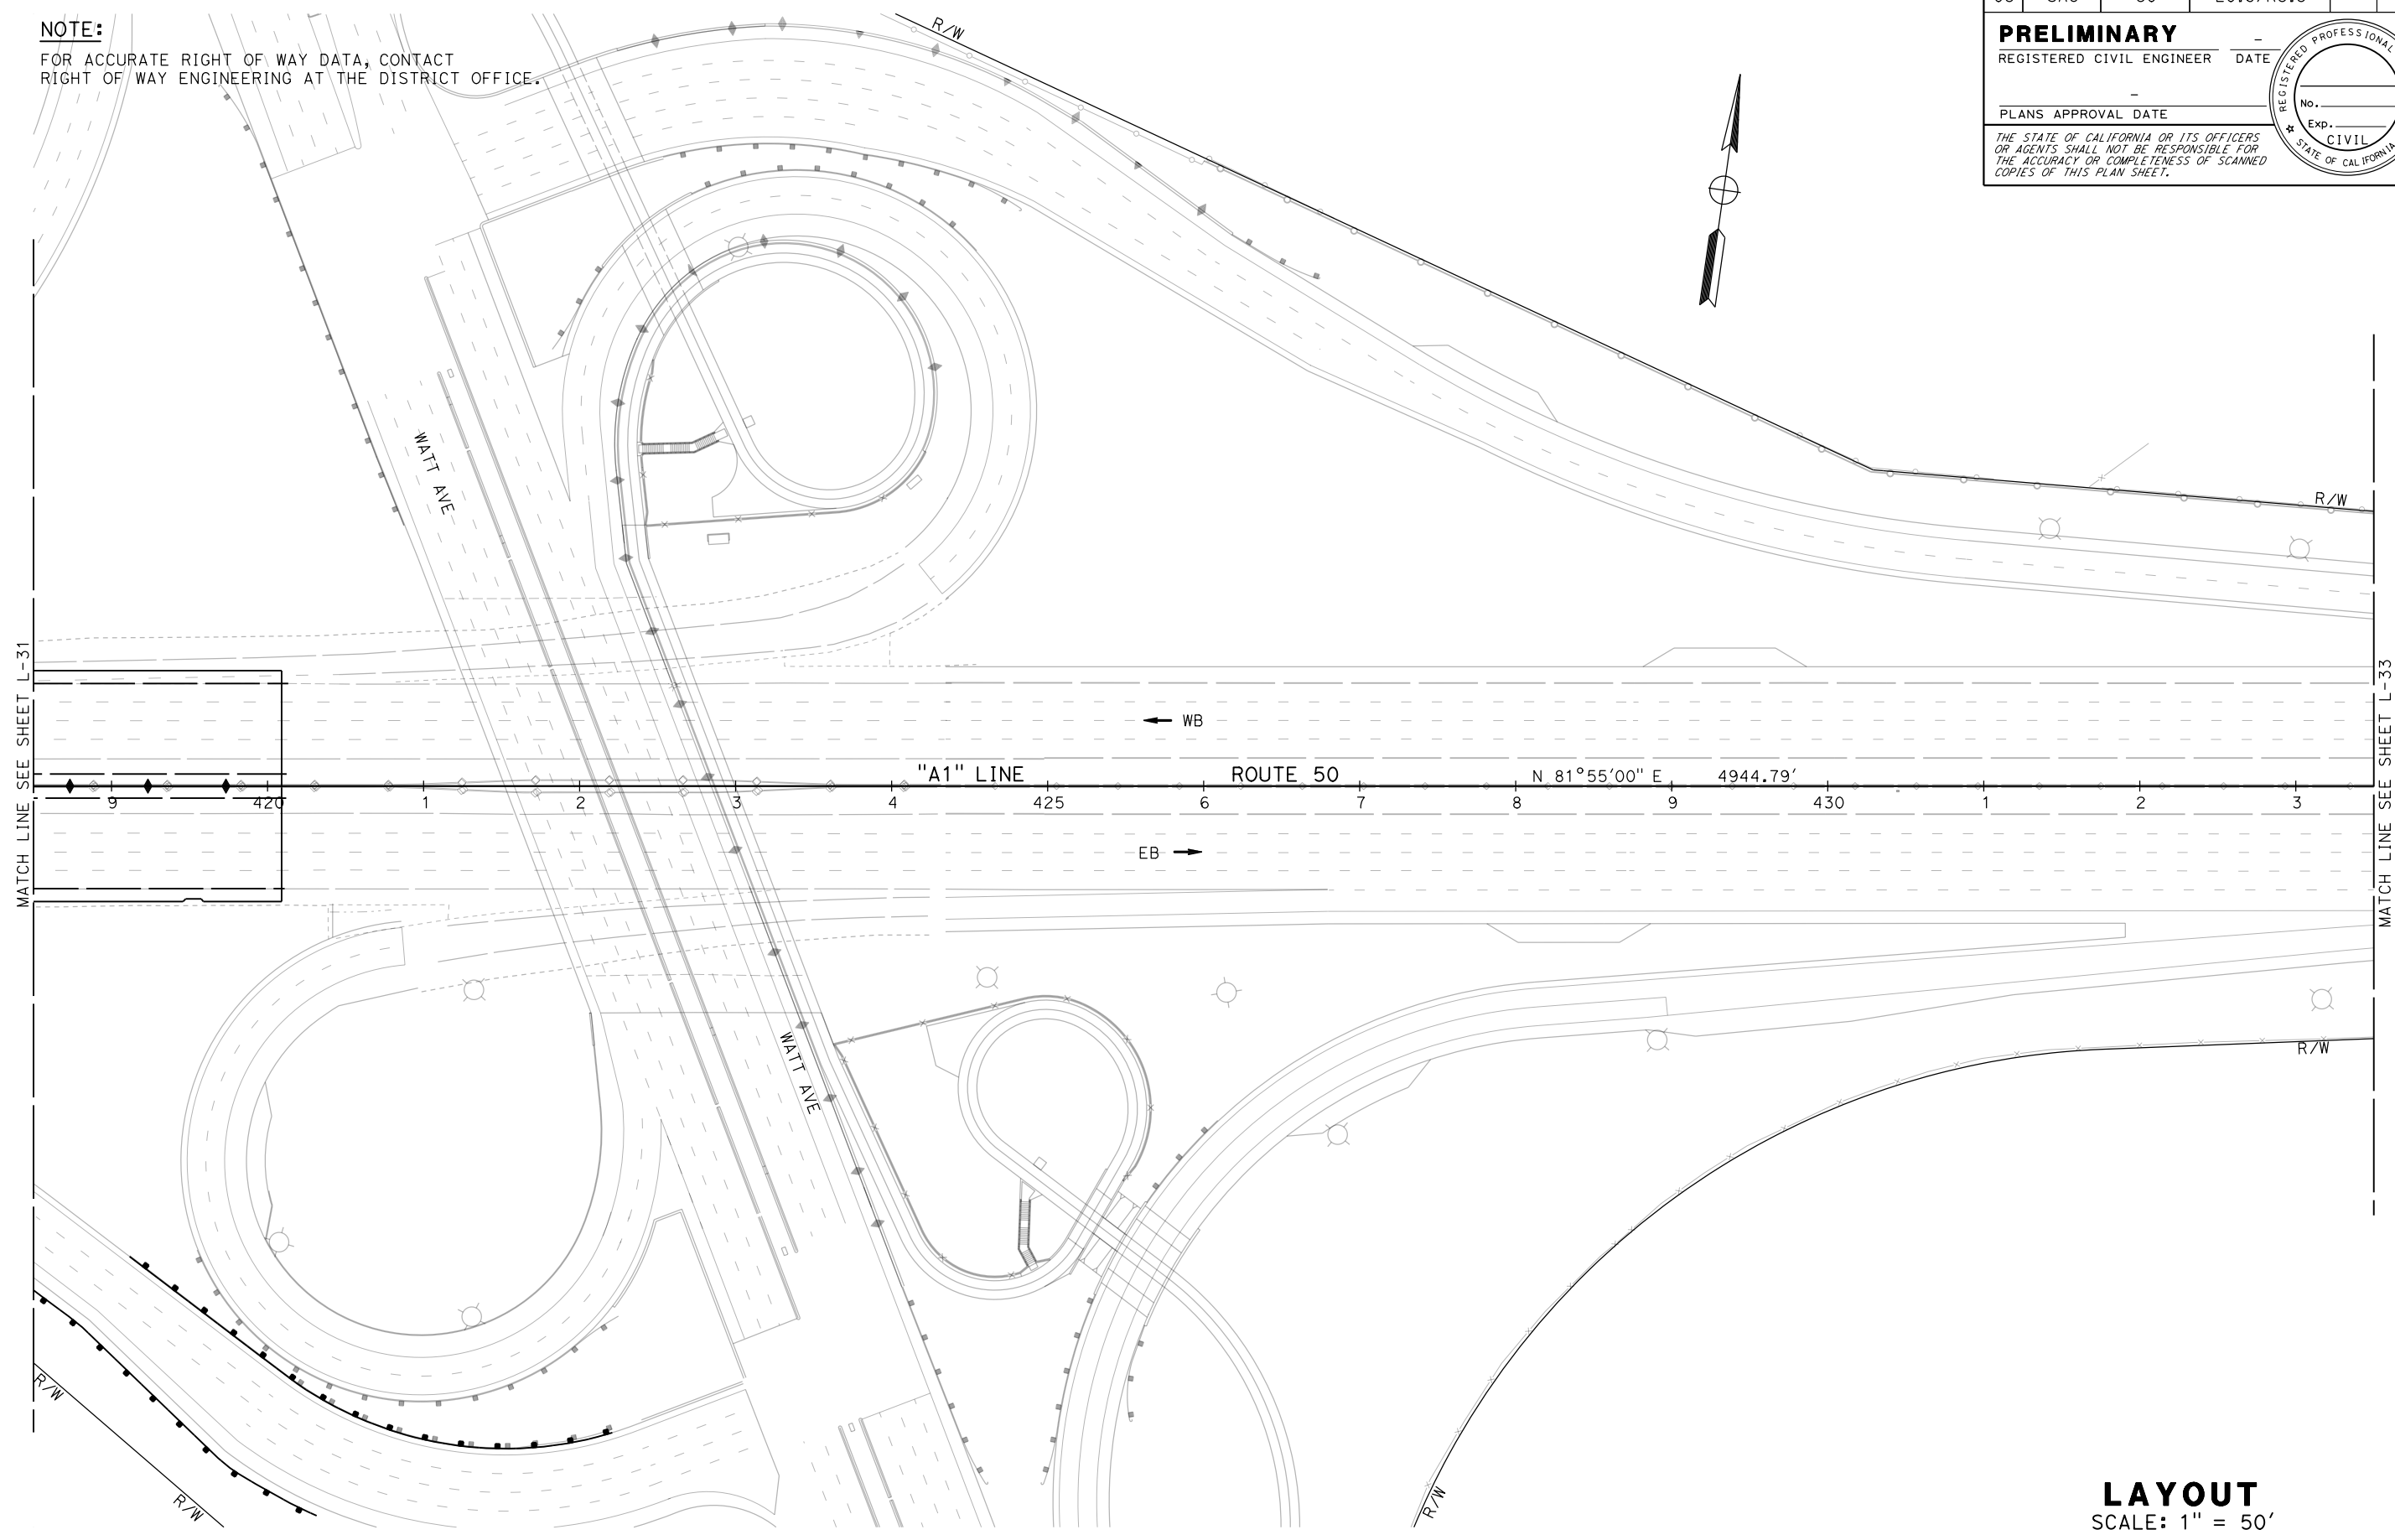 NOTE:
FOR ACCURATE RIGHT OF WAY DATA, CONTACT
RIGHT OF WAY ENGINEERING AT THE DISTRICT OFFICE.
R/W
PRELIMINARY
–
REGISTERED CIVIL ENGINEER DATE
–
PLANS APPROVAL DATE
THE STATE OF CALIFORNIA OR ITS OFFICERS
OR AGENTS SHALL NOT BE RESPONSIBLE FOR
THE ACCURACY OR COMPLETENESS OF SCANNED
COPIES OF THIS PLAN SHEET.
REGISTERED PROFESSIONAL
No.
Exp.
CIVIL
STATE OF CALIFORNIA
WATT AVE
R/W
MATCH LINE SEE SHEET L-31
MATCH LINE SEE SHEET L-33
WB
"A1" LINE ROUTE 50 N 81°55'00" E 4944.79'
9 420 1 2 3 4 425 6 7 8 9 430 1 2 3
EB
WATT AVE
R/W
R/W
R/W
R/W
LAYOUT
SCALE: 1" = 50'